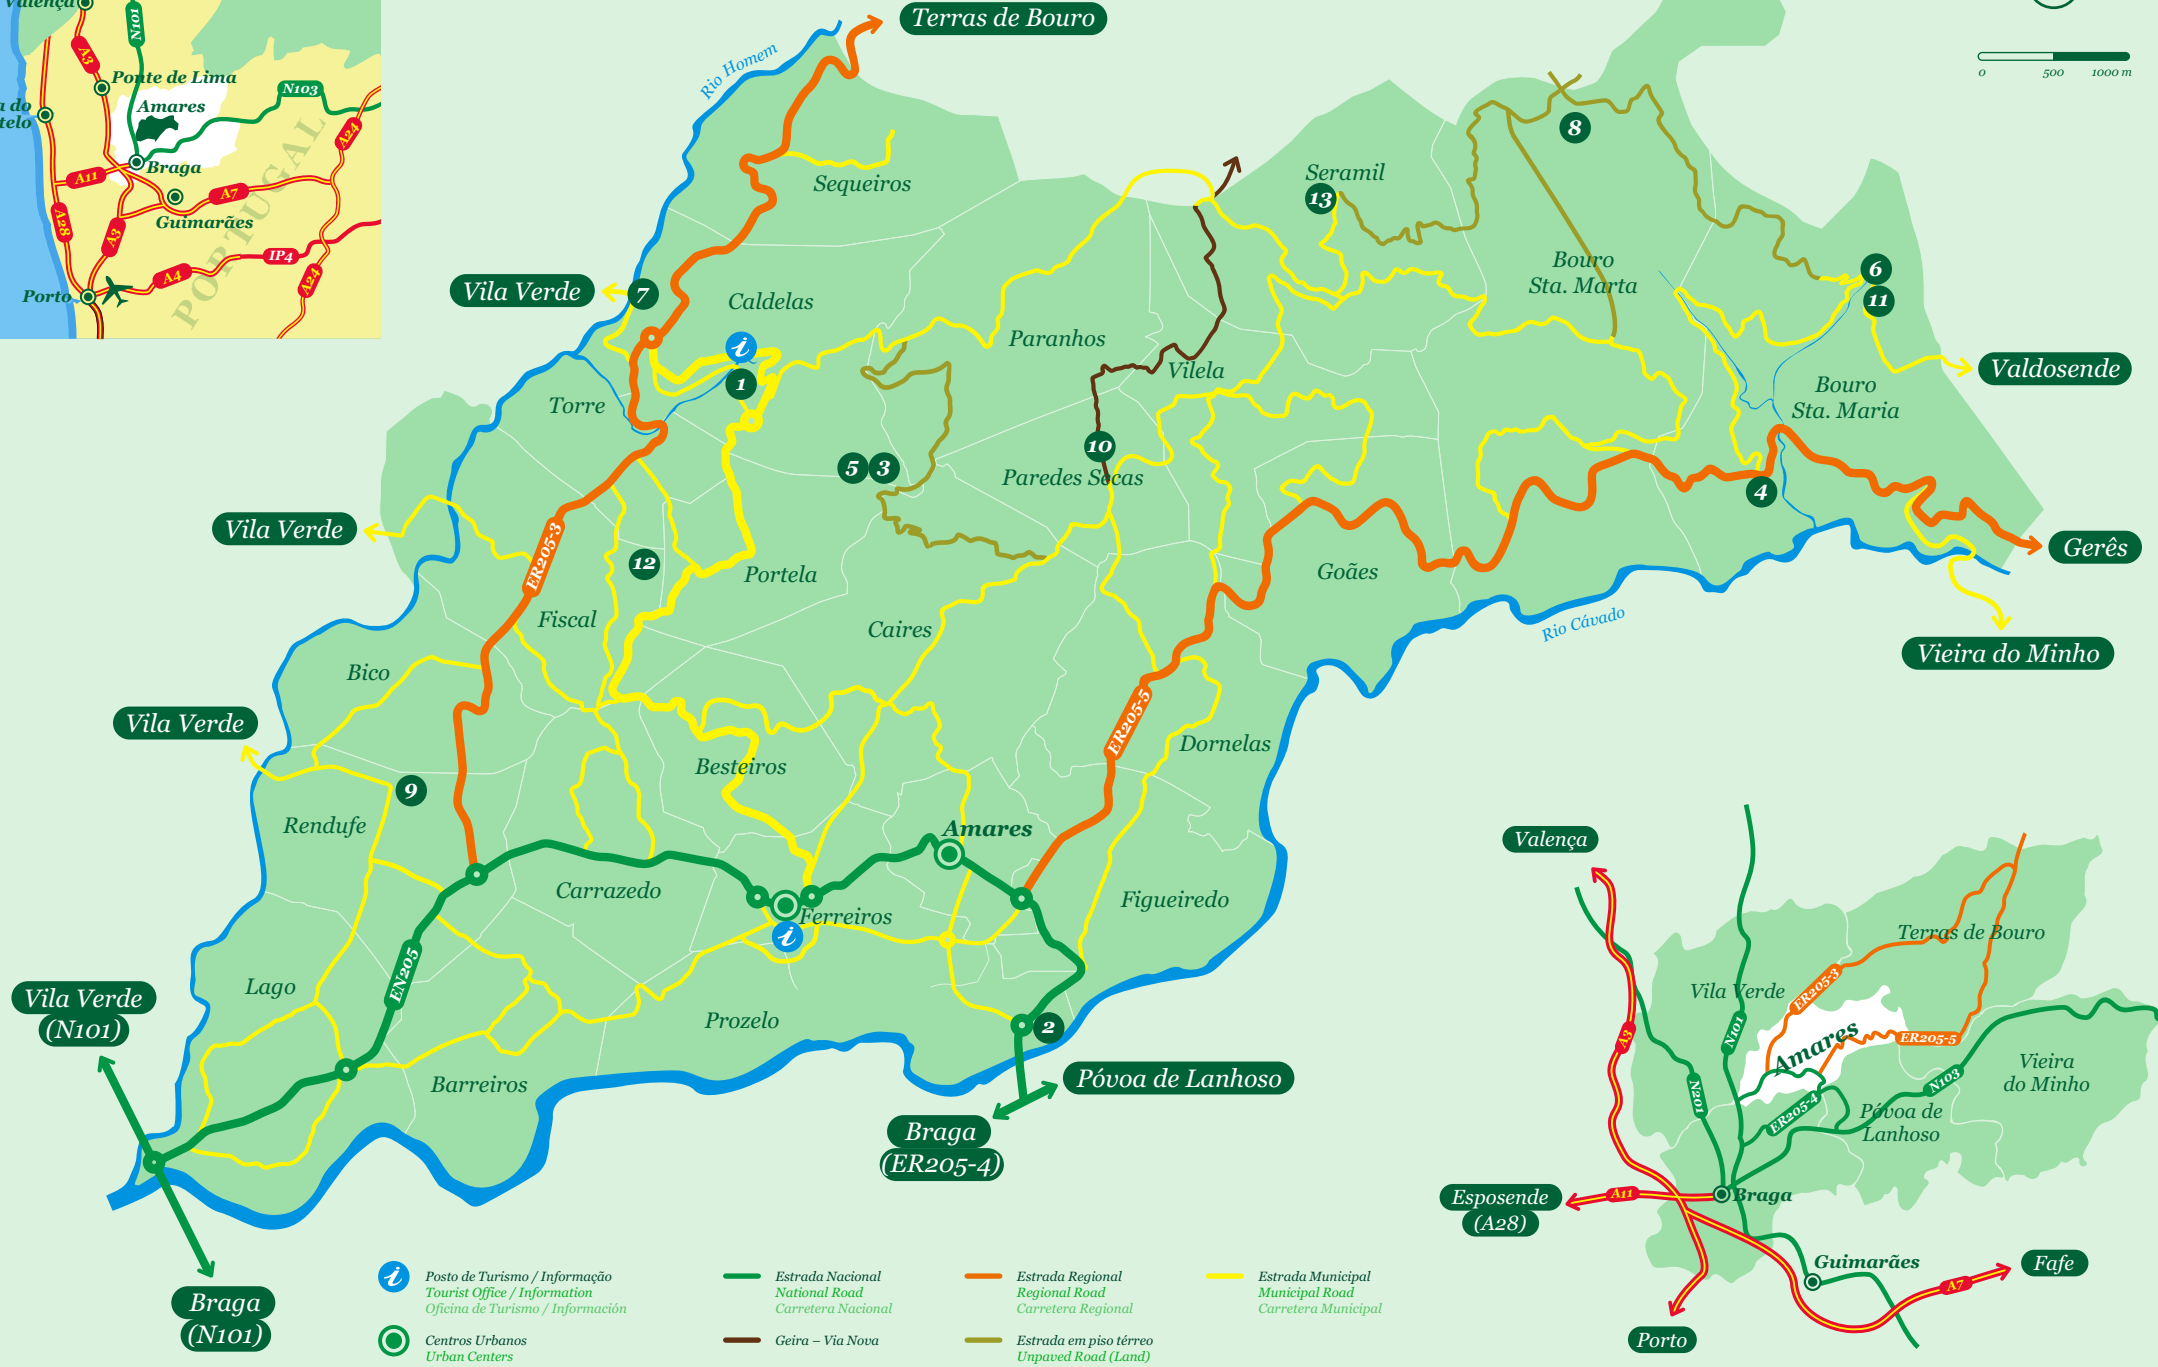 Valença
N101
A3
Ponte de Lima
N103
Amares
A24
Braga
A11
A7
A28
Guimarães
A3
PORTUGAL
IP4
A4
A24
Porto
Terras de Bouro
Rio Homem
0 500 1000 m
8
Seramil
13
Sequeiros
Bouro
Sta. Marta
6
11
Vila Verde
7
Caldelas
Paranhos
i
1
Vilela
Valdosende
Bouro
Sta. Maria
Torre
10
5 3
Paredes Secas
4
Vila Verde
ER205-3
Gerês
12
Portela
Goães
Fiscal
Caires
Rio Cávado
Vieira do Minho
Bico
Vila Verde
ER205-5
Dornelas
Besteiros
9
Rendufe
Amares
Carrazedo
Ferreiros
i
Figueiredo
EN205
Lago
Vila Verde
(N101)
Prozelo
2
Barreiros
Póvoa de Lanhoso
Braga
(ER205-4)
Braga
(N101)
Valença
Terras de Bouro
ER205-3
Vila Verde
N101
A3
Amares
ER205-5
Vieira
do Minho
N103
N201
ER205-4
Póvoa de
Lanhoso
Esposende
(A28)
A11
Braga
Guimarães
Fafe
A7
Porto
i
Posto de Turismo / Informação
Tourist Office / Information
Oficina de Turismo / Información
Estrada Nacional
National Road
Carretera Nacional
Estrada Regional
Regional Road
Carretera Regional
Estrada Municipal
Municipal Road
Carretera Municipal
Centros Urbanos
Urban Centers
Geira – Via Nova
Estrada em piso térreo
Unpaved Road (Land)